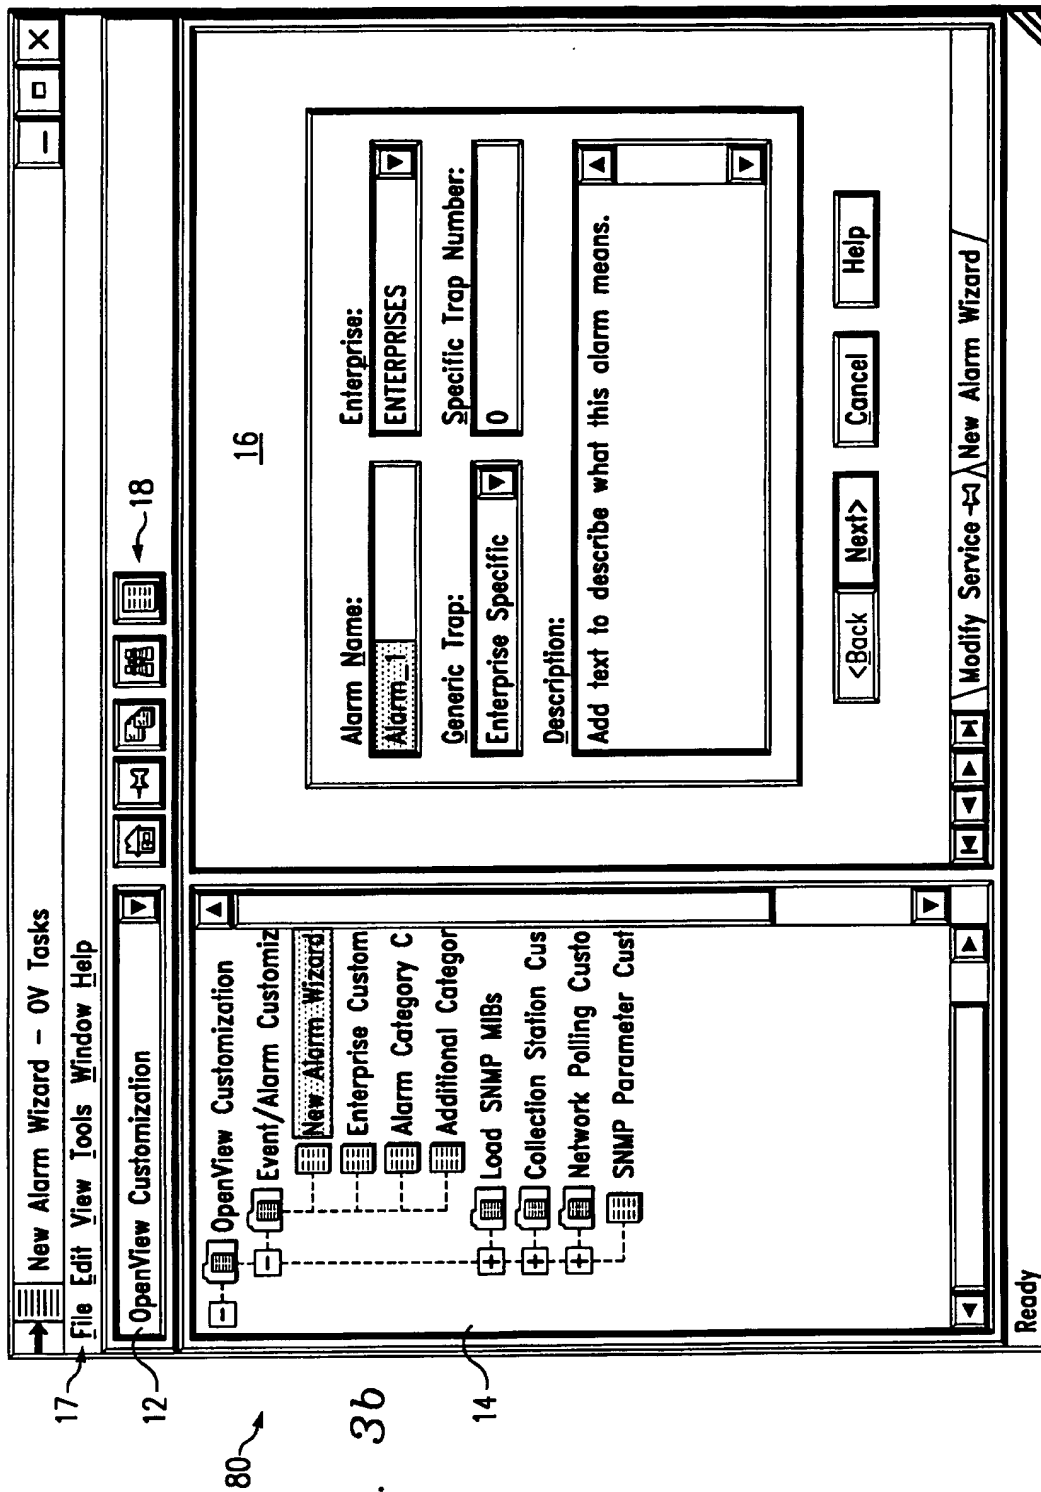 New Alarm Wizard – OV Tasks
File Edit View Tools Window Help
OpenView Customization
OpenView Customization
Event/Alarm Customiz
New Alarm Wizard
Enterprise Custom
Alarm Category C
Additional Categor
Load SNMP MIBs
Collection Station Cus
Network Polling Custo
SNMP Parameter Cust
16
Alarm Name:
Enterprise:
Alarm_1
ENTERPRISES
Generic Trap:
Specific Trap Number:
Enterprise Specific
0
Description:
Add text to describe what this alarm means.
<Back
Next>
Cancel
Help
Modify Service
New Alarm Wizard
Ready
17
12
18
14
80
. 3b